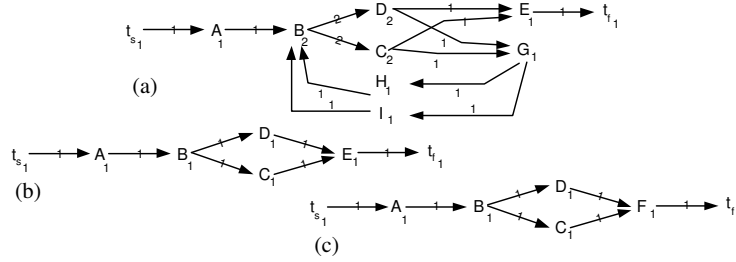 t_s1 1 A_1 1 B_2 2 D_2 1 E_1 1 t_f1
2 C_2 1 1 1 G_1
1 H_1 1
1 I_1 1
(a)
t_s1 1 A_1 1 B_1 1 D_1 1 E_1 1 t_f1
1 C_1 1
(b)
t_s1 1 A_1 1 B_1 1 D_1 1 F_1 1 t_f
1 C_1 1
(c)